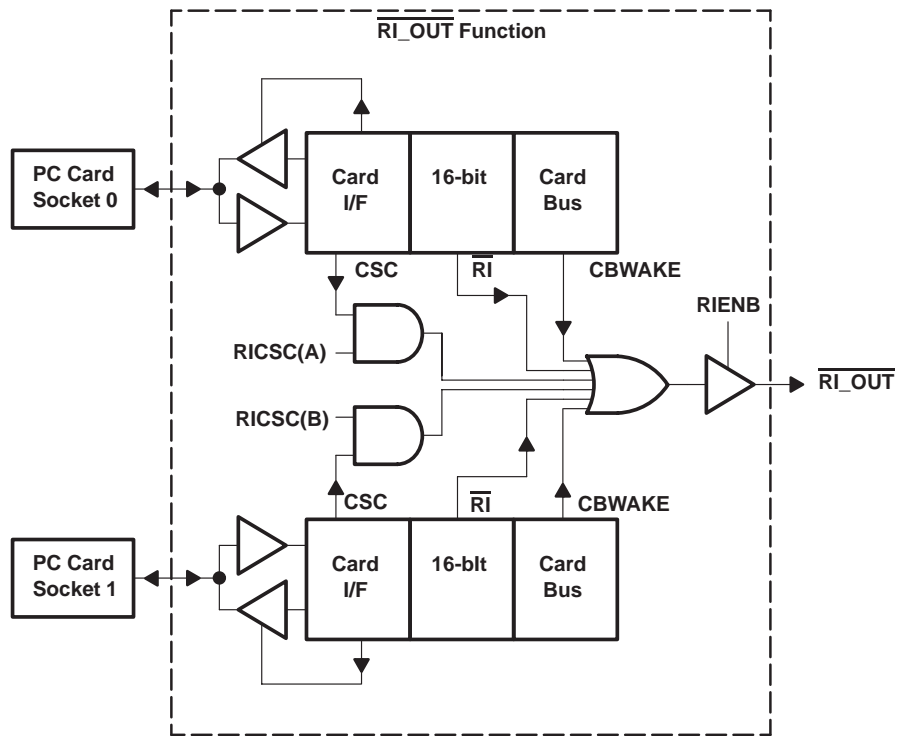 RI_OUT Function
PC Card
Socket 0
Card
I/F
16-bit
Card
Bus
CSC
RI
CBWAKE
RIENB
RICSC(A)
RI_OUT
RICSC(B)
CSC
RI
CBWAKE
PC Card
Socket 1
Card
I/F
16-bIt
Card
Bus